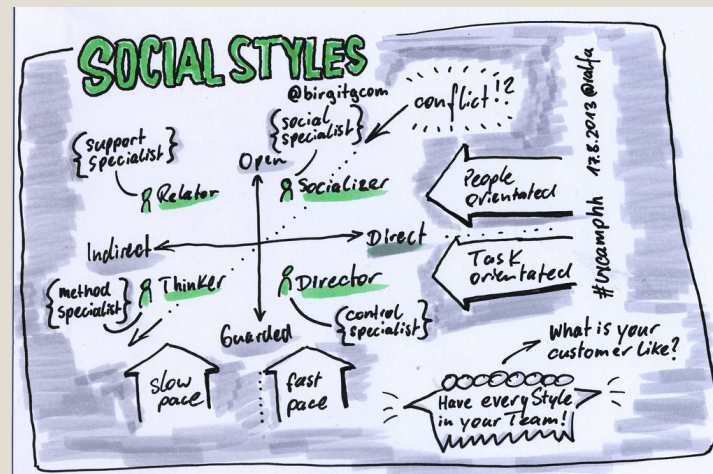 SOCIAL STYLES
@birgitgcom
conflict!?
{support
specialist}
{social
specialist}
Open
Relator
Socializer
People
orientated
Indirect
Direct
Task
orientated
Thinker
Director
{method
specialist}
{control
specialist}
Guarded
slow
pace
fast
pace
What is your
customer like?
Have every Style
in your Team!
#uxcamphh 17.8.2013 @ralfa